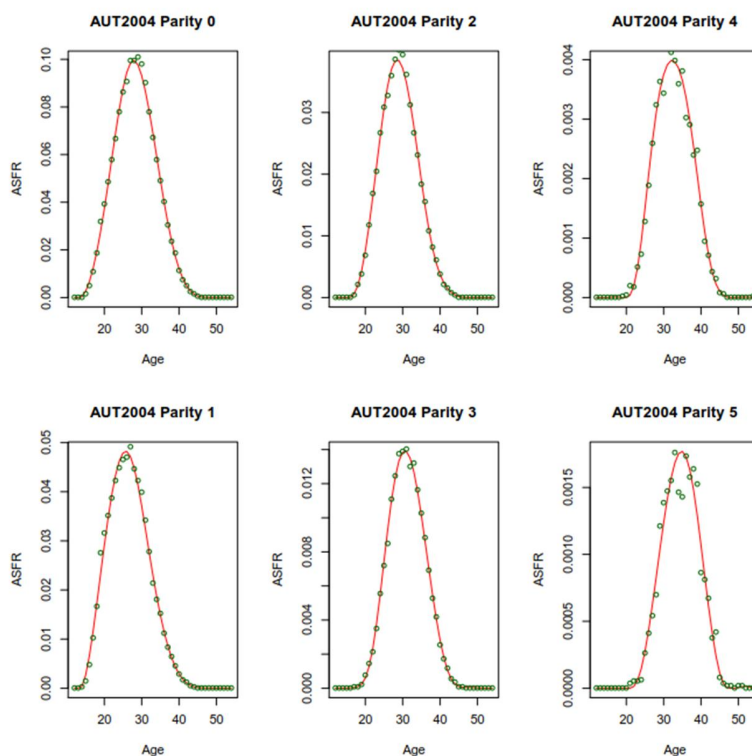 AUT2004 Parity 0
ASFR
0.00 0.02 0.04 0.06 0.08 0.10
20 30 40 50
Age
AUT2004 Parity 2
ASFR
0.00 0.01 0.02 0.03
20 30 40 50
Age
AUT2004 Parity 4
ASFR
0.000 0.001 0.002 0.003 0.004
20 30 40 50
Age
AUT2004 Parity 1
ASFR
0.00 0.01 0.02 0.03 0.04 0.05
20 30 40 50
Age
AUT2004 Parity 3
ASFR
0.000 0.004 0.008 0.012
20 30 40 50
Age
AUT2004 Parity 5
ASFR
0.0000 0.0005 0.0010 0.0015
20 30 40 50
Age